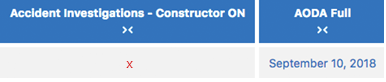 Accident Investigations - Constructor ON
AODA Full
x
September 10, 2018